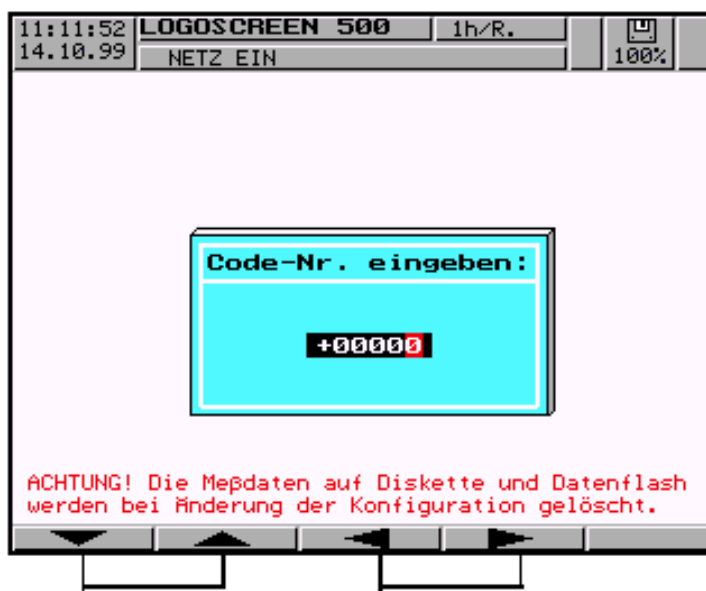 11:11:52 LOGOSCREEN 500 1h/R.
14.10.99 NETZ EIN 100%
Code-Nr. eingeben:
+00000
ACHTUNG! Die Meßdaten auf Diskette und Datenflash
werden bei Änderung der Konfiguration gelöscht.